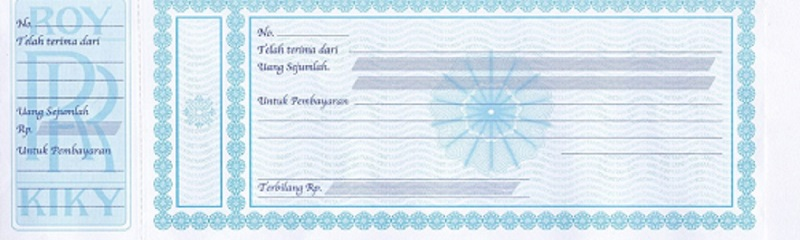 ROY
No.
Telah terima dari
RR
Uang Sejumlah
Rp.
Untuk Pembayaran
KIKY
No.
Telah terima dari
Uang Sejumlah.
Untuk Pembayaran
Terbilang Rp.